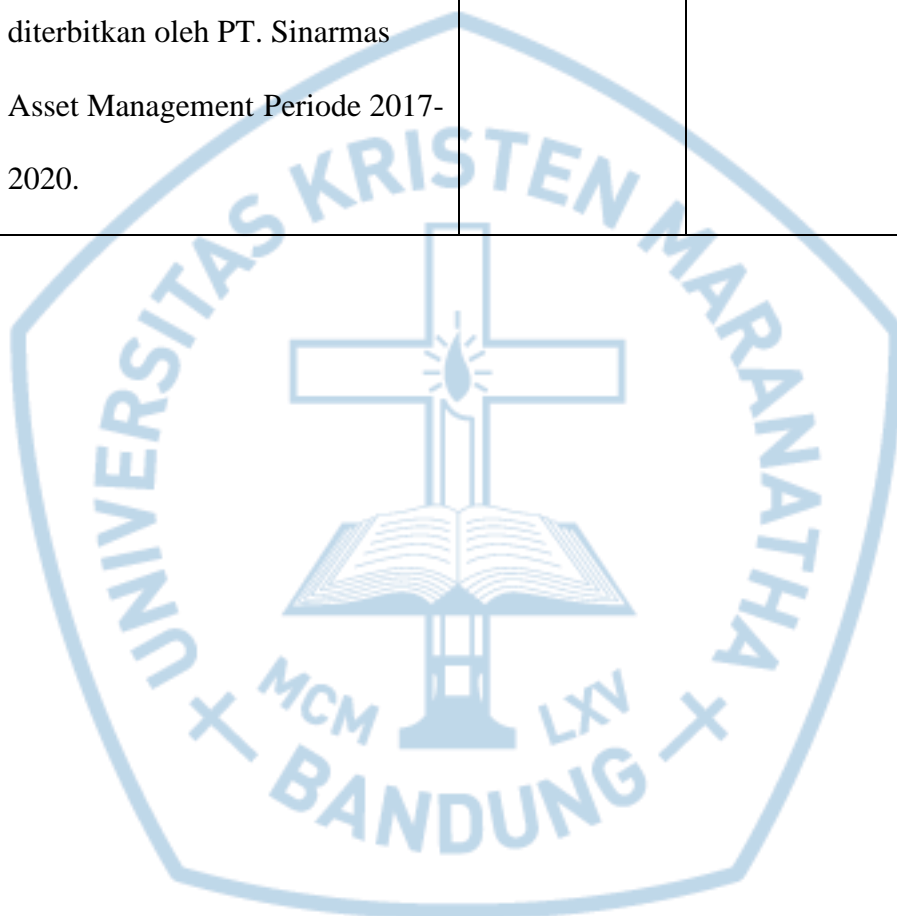 diterbitkan oleh PT. Sinarmas
Asset Management Periode 2017-
2020.
UNIVERSITAS KRISTEN MARANATHA
MCM LXV
BANDUNG